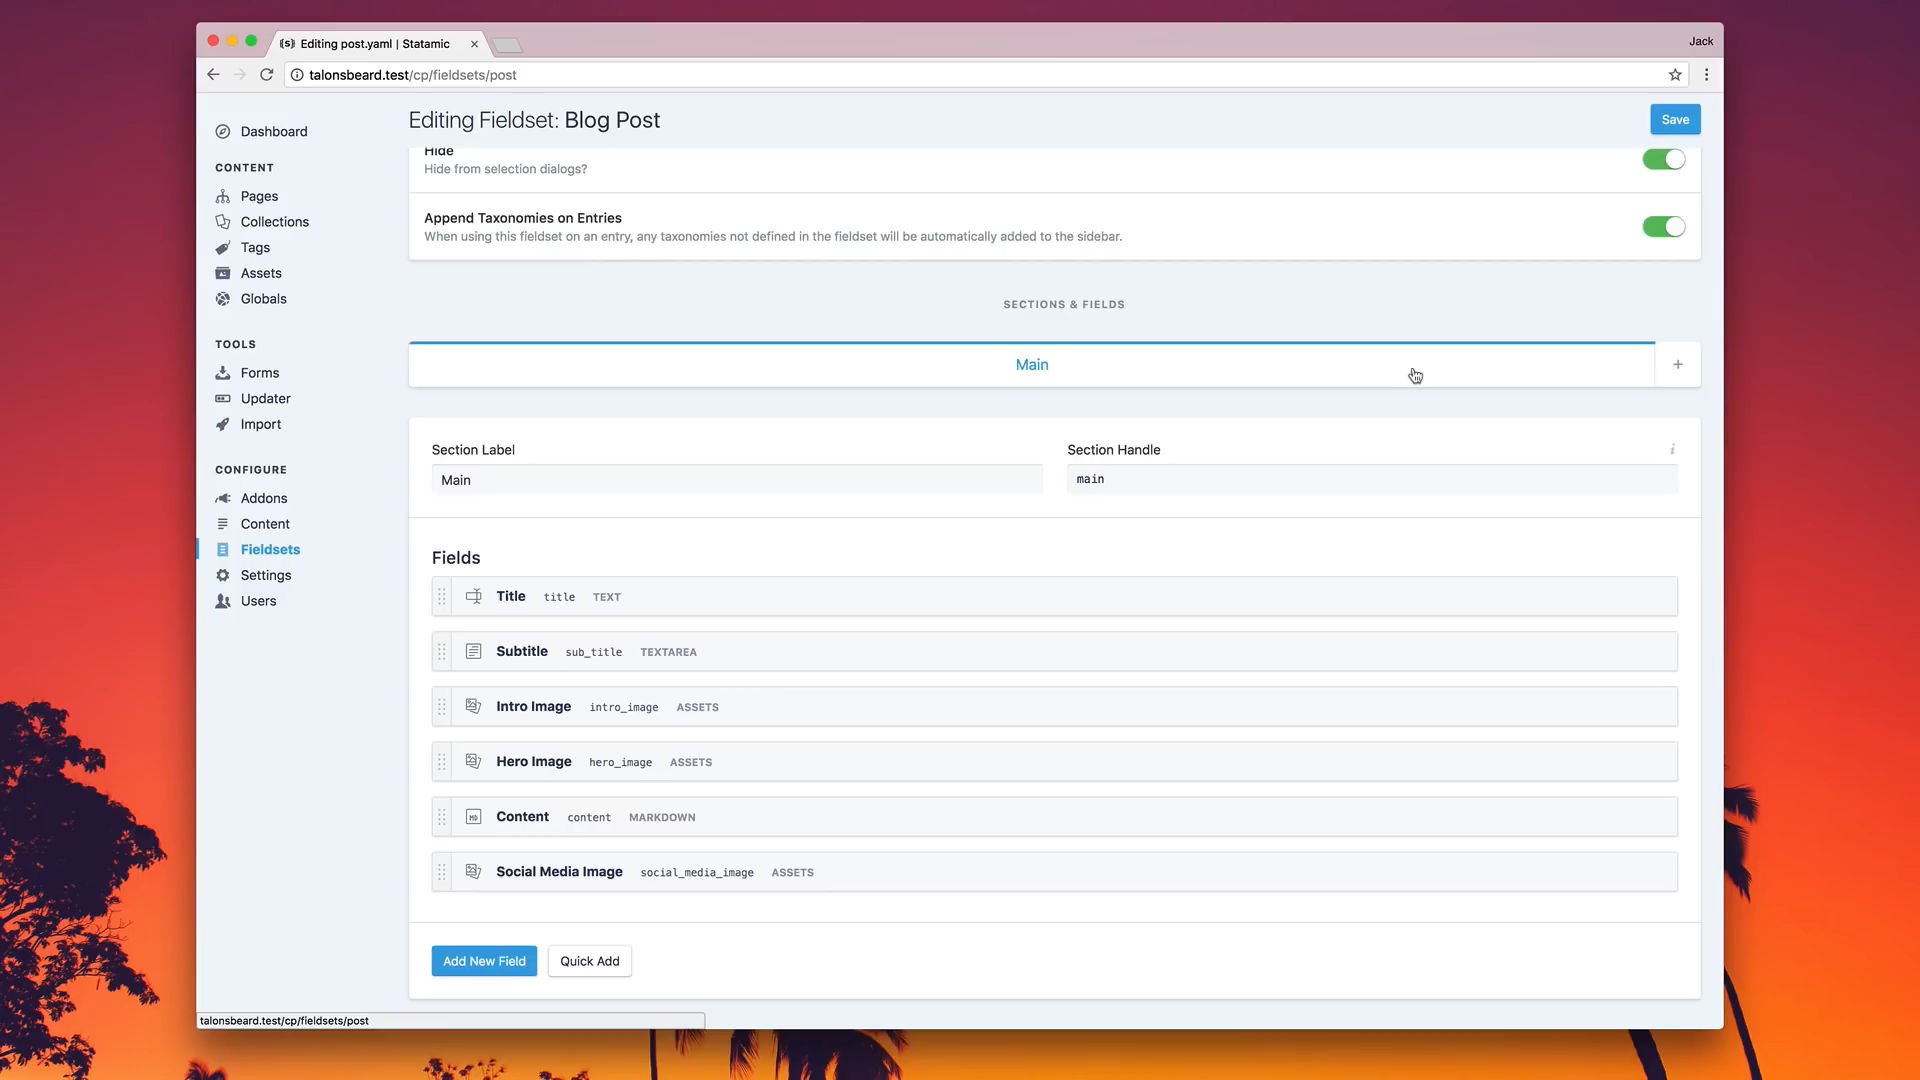 Editing post.yaml | Statamic
Jack
talonsbeard.test/cp/fieldsets/post
Dashboard
CONTENT
Pages
Collections
Tags
Assets
Globals
TOOLS
Forms
Updater
Import
CONFIGURE
Addons
Content
Fieldsets
Settings
Users
Editing Fieldset: Blog Post
Save
Hide
Hide from selection dialogs?
Append Taxonomies on Entries
When using this fieldset on an entry, any taxonomies not defined in the fieldset will be automatically added to the sidebar.
SECTIONS & FIELDS
Main
+
Section Label
Section Handle
i
Main
main
Fields
Title title TEXT
Subtitle sub_title TEXTAREA
Intro Image intro_image ASSETS
Hero Image hero_image ASSETS
MD Content content MARKDOWN
Social Media Image social_media_image ASSETS
Add New Field
Quick Add
talonsbeard.test/cp/fieldsets/post